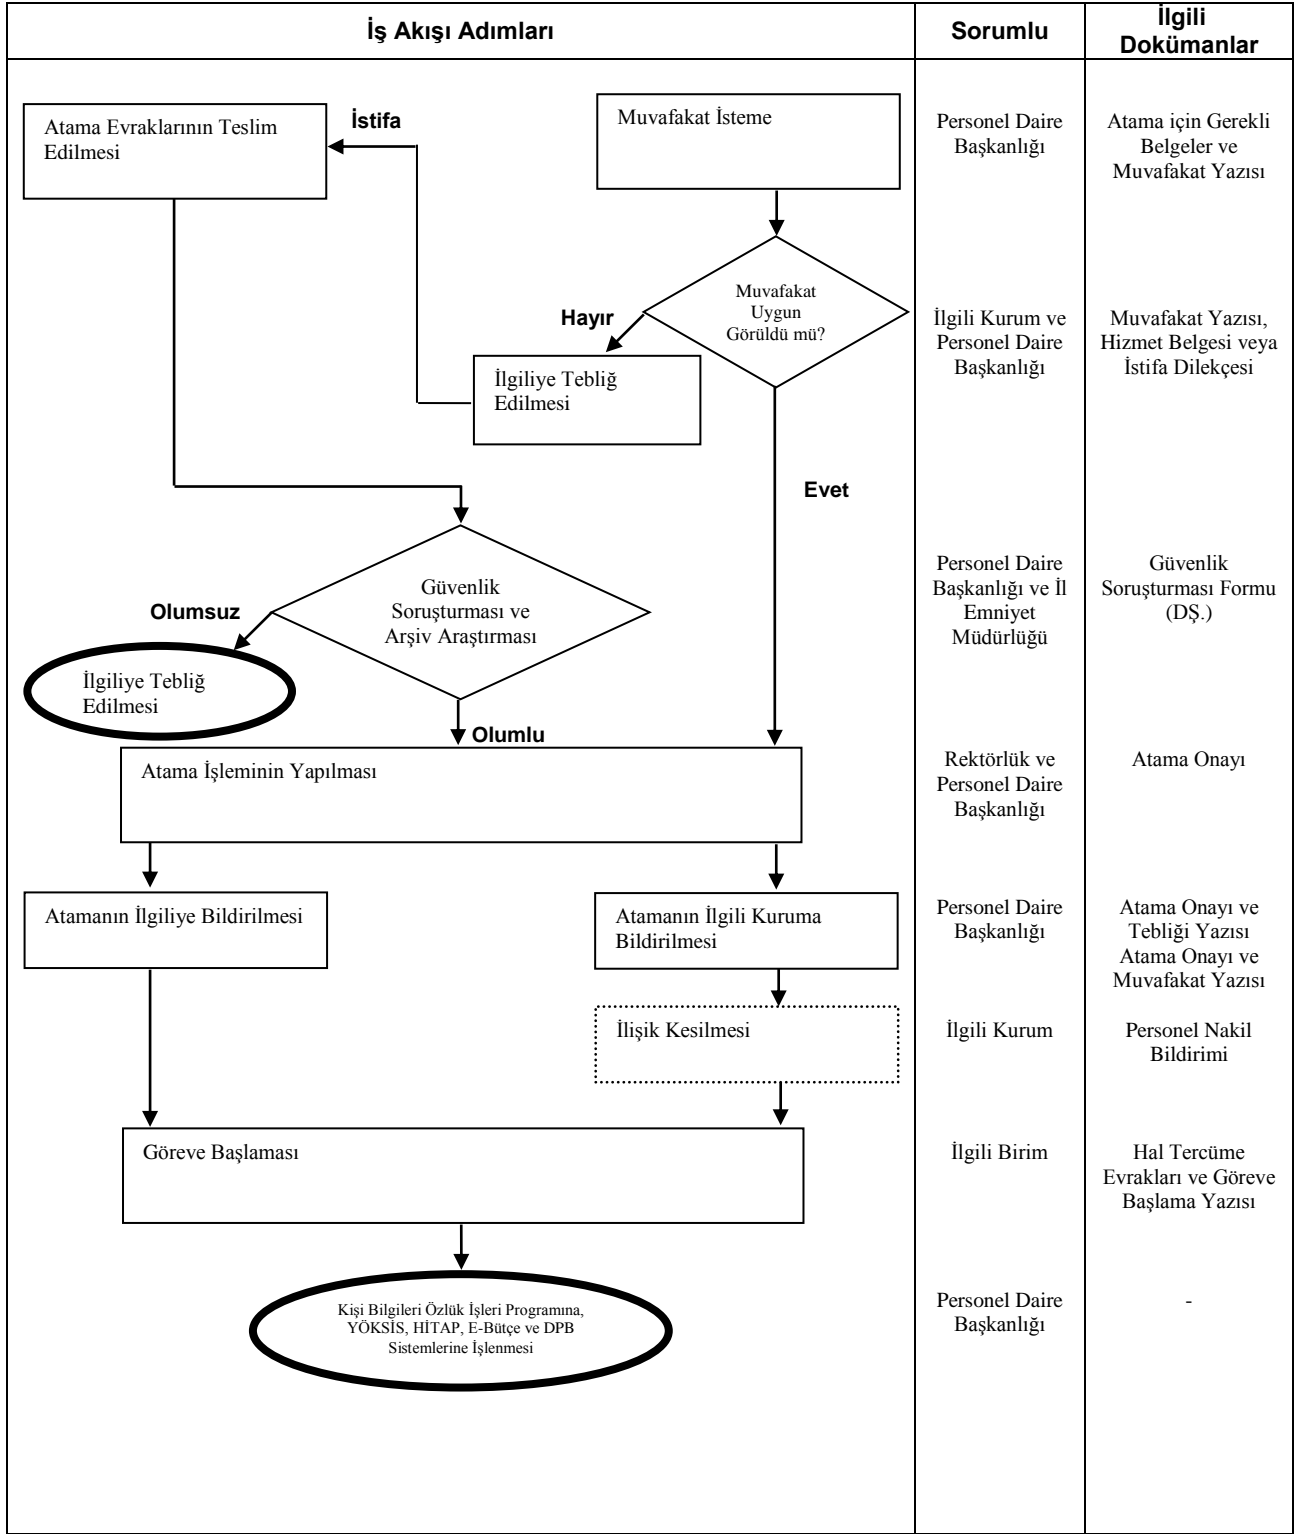 İş Akışı Adımları
Sorumlu
İlgili
Dokümanlar
Atama Evraklarının Teslim
Edilmesi
İstifa
Muvafakat İsteme
Personel Daire
Başkanlığı
Atama için Gerekli
Belgeler ve
Muvafakat Yazısı
Muvafakat
Uygun
Görüldü mü?
Hayır
İlgiliye Tebliğ
Edilmesi
İlgili Kurum ve
Personel Daire
Başkanlığı
Muvafakat Yazısı,
Hizmet Belgesi veya
İstifa Dilekçesi
Evet
Güvenlik
Soruşturması ve
Arşiv Araştırması
Olumsuz
İlgiliye Tebliğ
Edilmesi
Olumlu
Personel Daire
Başkanlığı ve İl
Emniyet
Müdürlüğü
Güvenlik
Soruşturması Formu
(DŞ.)
Atama İşleminin Yapılması
Rektörlük ve
Personel Daire
Başkanlığı
Atama Onayı
Atamanın İlgiliye Bildirilmesi
Atamanın İlgili Kuruma
Bildirilmesi
Personel Daire
Başkanlığı
Atama Onayı ve
Tebliği Yazısı
Atama Onayı ve
Muvafakat Yazısı
İlişik Kesilmesi
İlgili Kurum
Personel Nakil
Bildirimi
Göreve Başlaması
İlgili Birim
Hal Tercüme
Evrakları ve Göreve
Başlama Yazısı
Kişi Bilgileri Özlük İşleri Programına,
YÖKSİS, HİTAP, E-Bütçe ve DPB
Sistemlerine İşlenmesi
Personel Daire
Başkanlığı
-